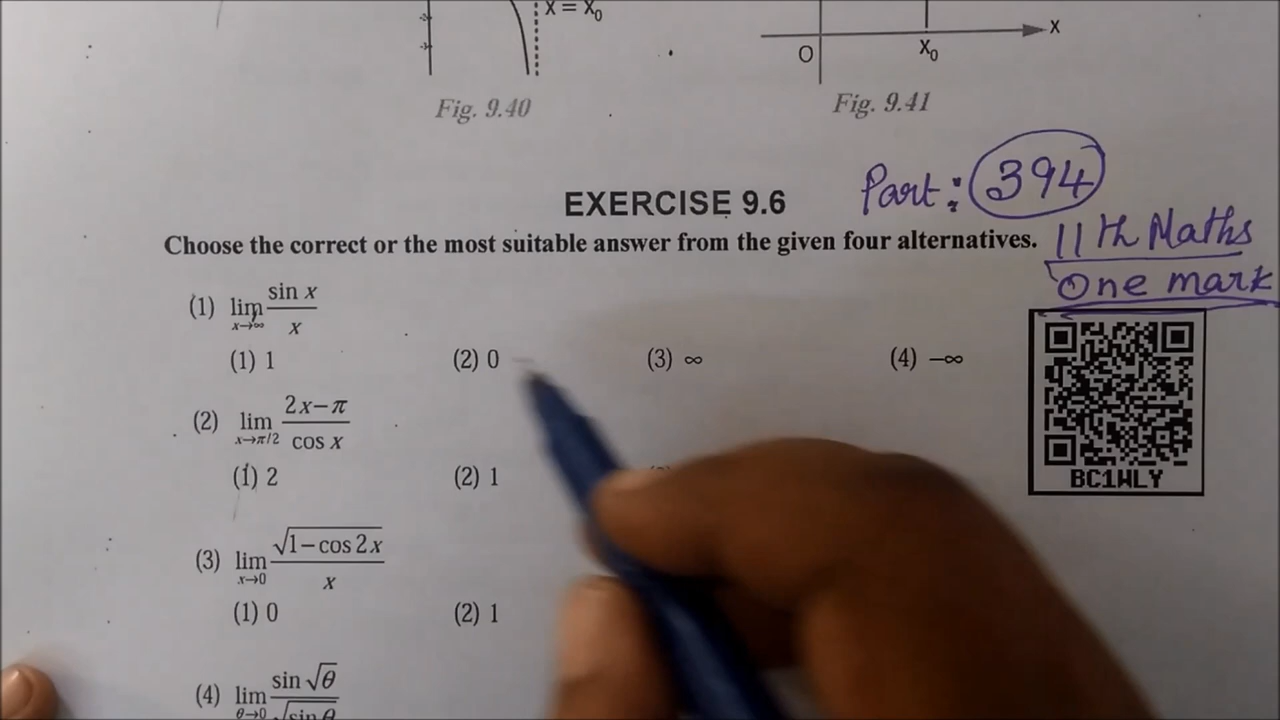 x = x₀
O
x₀
x
Fig. 9.40
Fig. 9.41
Part: 394
EXERCISE 9.6
11th Maths
Choose the correct or the most suitable answer from the given four alternatives.
One mark
(1) lim x→∞ sin x / x
(1) 1 (2) 0 (3) ∞ (4) −∞
(2) lim x→π/2 2x−π / cos x
(1) 2 (2) 1
BC1WLY
(3) lim x→0 √1−cos 2x / x
(1) 0 (2) 1
(4) lim θ→0 sin √θ / √sin θ